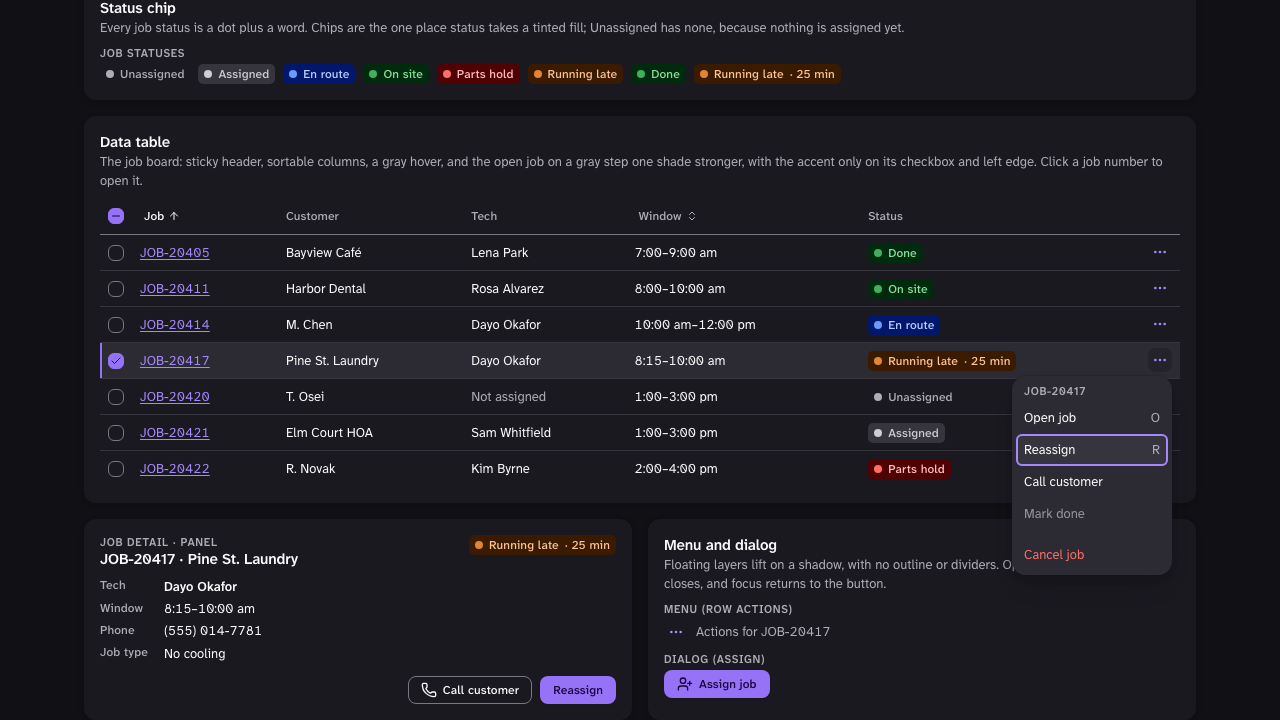 Status chip
Every job status is a dot plus a word. Chips are the one place status takes a tinted fill; Unassigned has none, because nothing is assigned yet.
JOB STATUSES
Unassigned Assigned En route On site Parts hold Running late Done Running late · 25 min
Data table
The job board: sticky header, sortable columns, a gray hover, and the open job on a gray step one shade stronger, with the accent only on its checkbox and left edge. Click a job number to
open it.
Job Customer Tech Window Status
JOB-20405 Bayview Café Lena Park 7:00–9:00 am Done
JOB-20411 Harbor Dental Rosa Alvarez 8:00–10:00 am On site
JOB-20414 M. Chen Dayo Okafor 10:00 am–12:00 pm En route
JOB-20417 Pine St. Laundry Dayo Okafor 8:15–10:00 am Running late · 25 min
JOB-20420 T. Osei Not assigned 1:00–3:00 pm Unassigned
JOB-20421 Elm Court HOA Sam Whitfield 1:00–3:00 pm Assigned
JOB-20422 R. Novak Kim Byrne 2:00–4:00 pm Parts hold
JOB-20417
Open job O
Reassign R
Call customer
Mark done
Cancel job
JOB DETAIL · PANEL
JOB-20417 · Pine St. Laundry
Running late · 25 min
Tech Dayo Okafor
Window 8:15–10:00 am
Phone (555) 014-7781
Job type No cooling
Call customer Reassign
Menu and dialog
Floating layers lift on a shadow, with no outline or dividers.
closes, and focus returns to the button.
MENU (ROW ACTIONS)
Actions for JOB-20417
DIALOG (ASSIGN)
Assign job